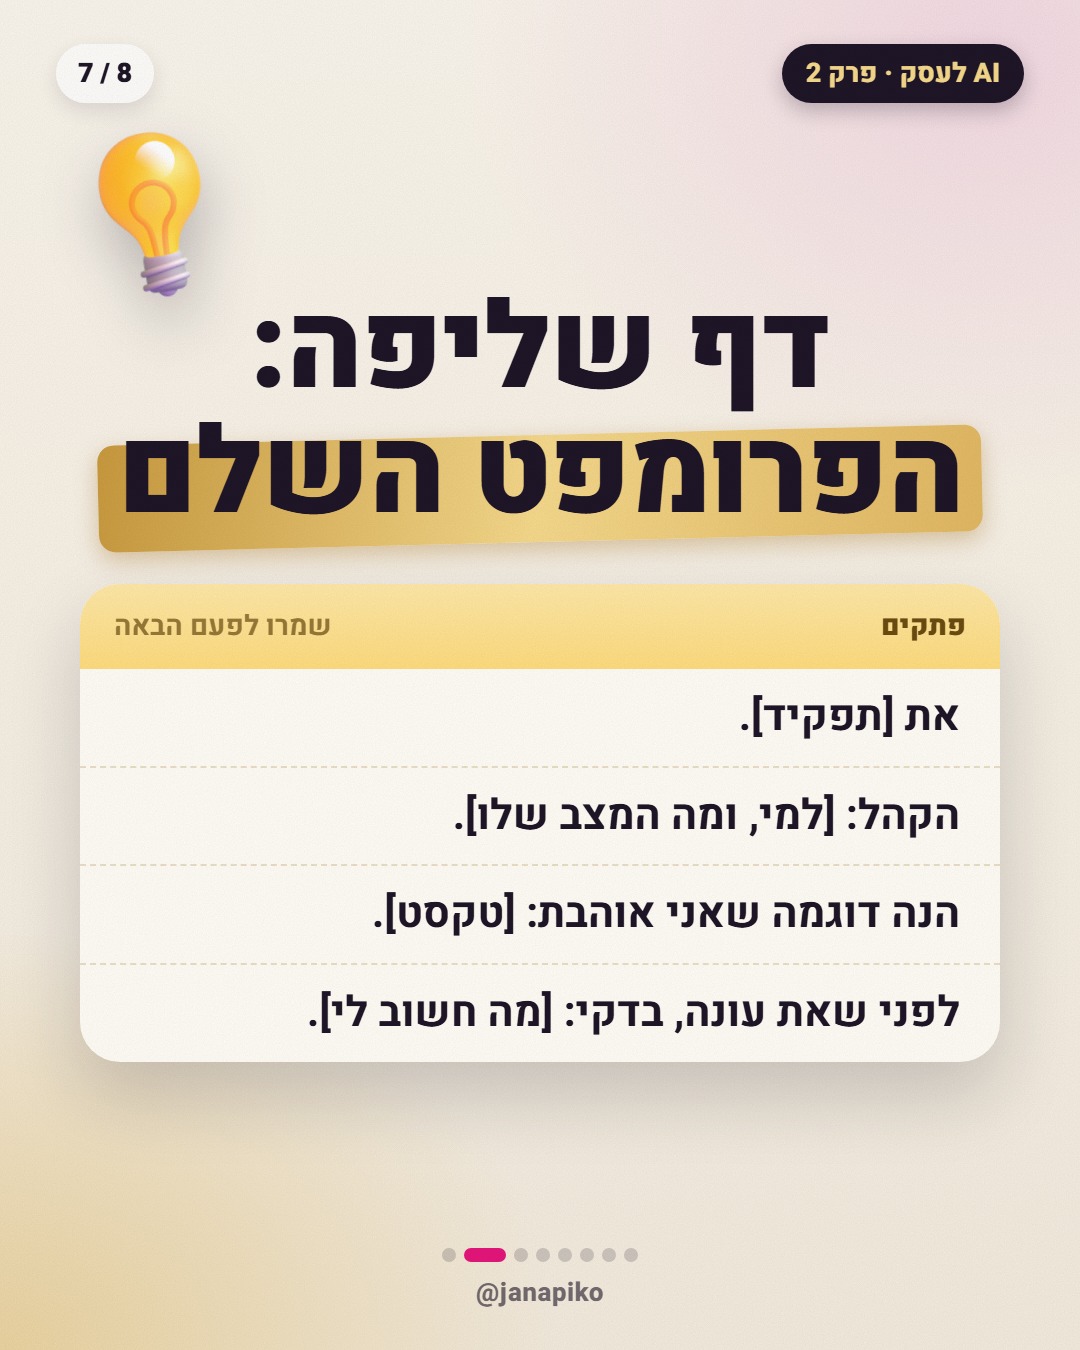 AI לעסק · פרק 2
7 / 8
דף שליפה:
הפרומפט השלם
פתקים
שמרו לפעם הבאה
את [תפקיד].
הקהל: [למי, ומה המצב שלו].
הנה דוגמה שאני אוהבת: [טקסט].
לפני שאת עונה, בדקי: [מה חשוב לי].
@janapiko